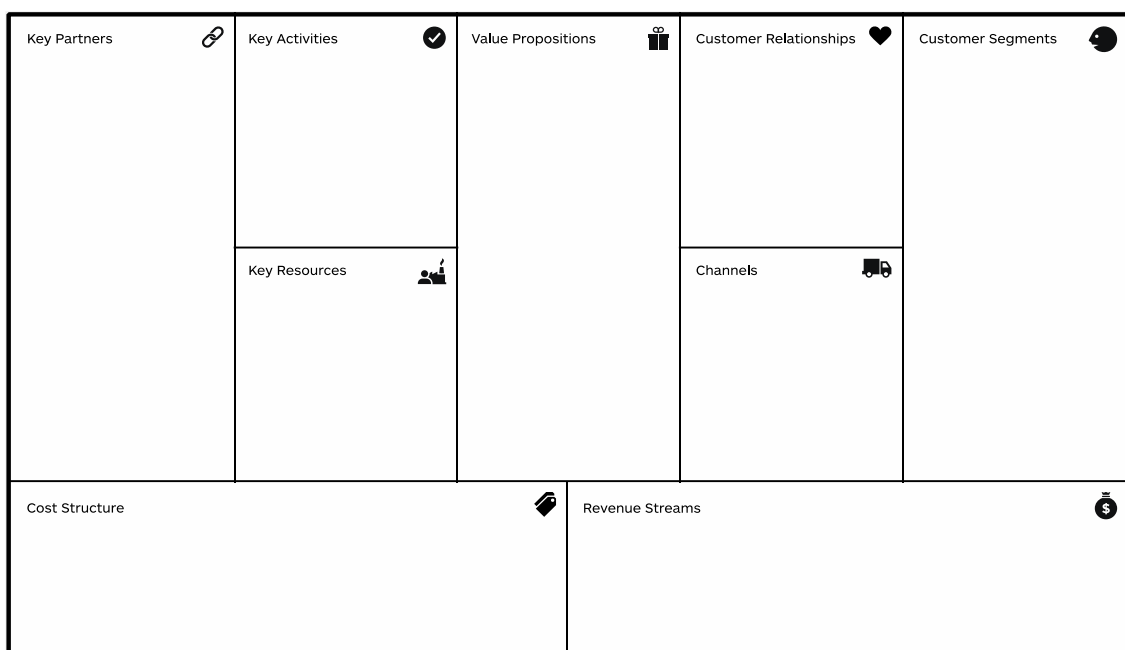 Key Partners
Key Activities
Value Propositions
Customer Relationships
Customer Segments
Key Resources
Channels
Cost Structure
Revenue Streams
$